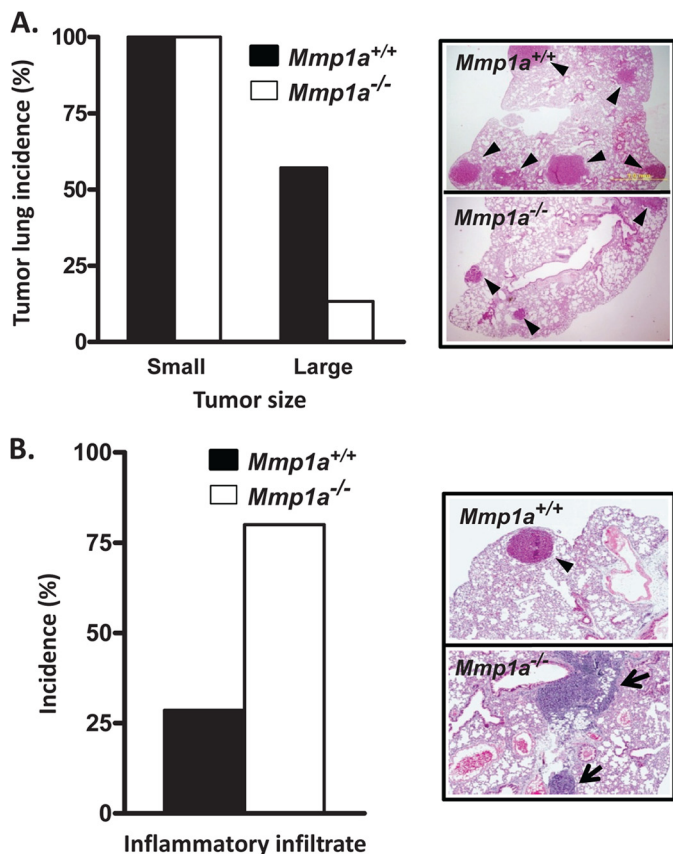 A.
Tumor lung incidence (%)
100
75
50
25
0
Mmp1a+/+
Mmp1a-/-
Small
Large
Tumor size
Mmp1a+/+
Mmp1a-/-
B.
Incidence (%)
100
75
50
25
0
Mmp1a+/+
Mmp1a-/-
Inflammatory infiltrate
Mmp1a+/+
Mmp1a-/-